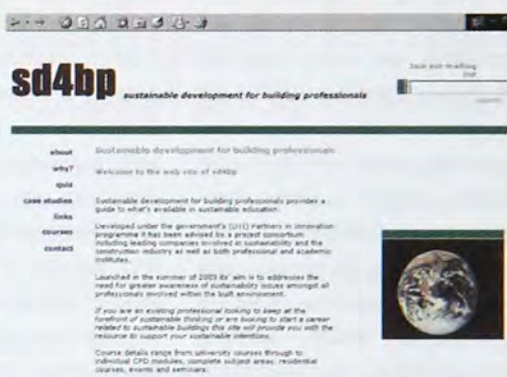 sd4bp
sustainable development for building professionals
join our mailing
list
about
why?
quiz
case studies
links
courses
contact
Sustainable development for building professionals
Welcome to the web site of sd4bp
Sustainable development for building professionals provides a
guide to what's available in sustainable education.
Developed under the government's (DTI) Partners in Innovation
programme it has been advised by a project consortium
including leading companies involved in sustainability and the
construction industry as well as both professional and academic
institutes.
Launched in the summer of 2003 its' aim is to addresses the
need for greater awareness of sustainability issues amongst all
professionals involved within the built environment.
If you are an existing professional looking to keep at the
forefront of sustainable thinking or are looking to start a career
related to sustainable buildings this site will provide you with the
resource to support your sustainable intentions.
Course details range from university courses through to
individual CPD modules, complete subject areas, residential
courses, events and seminars.